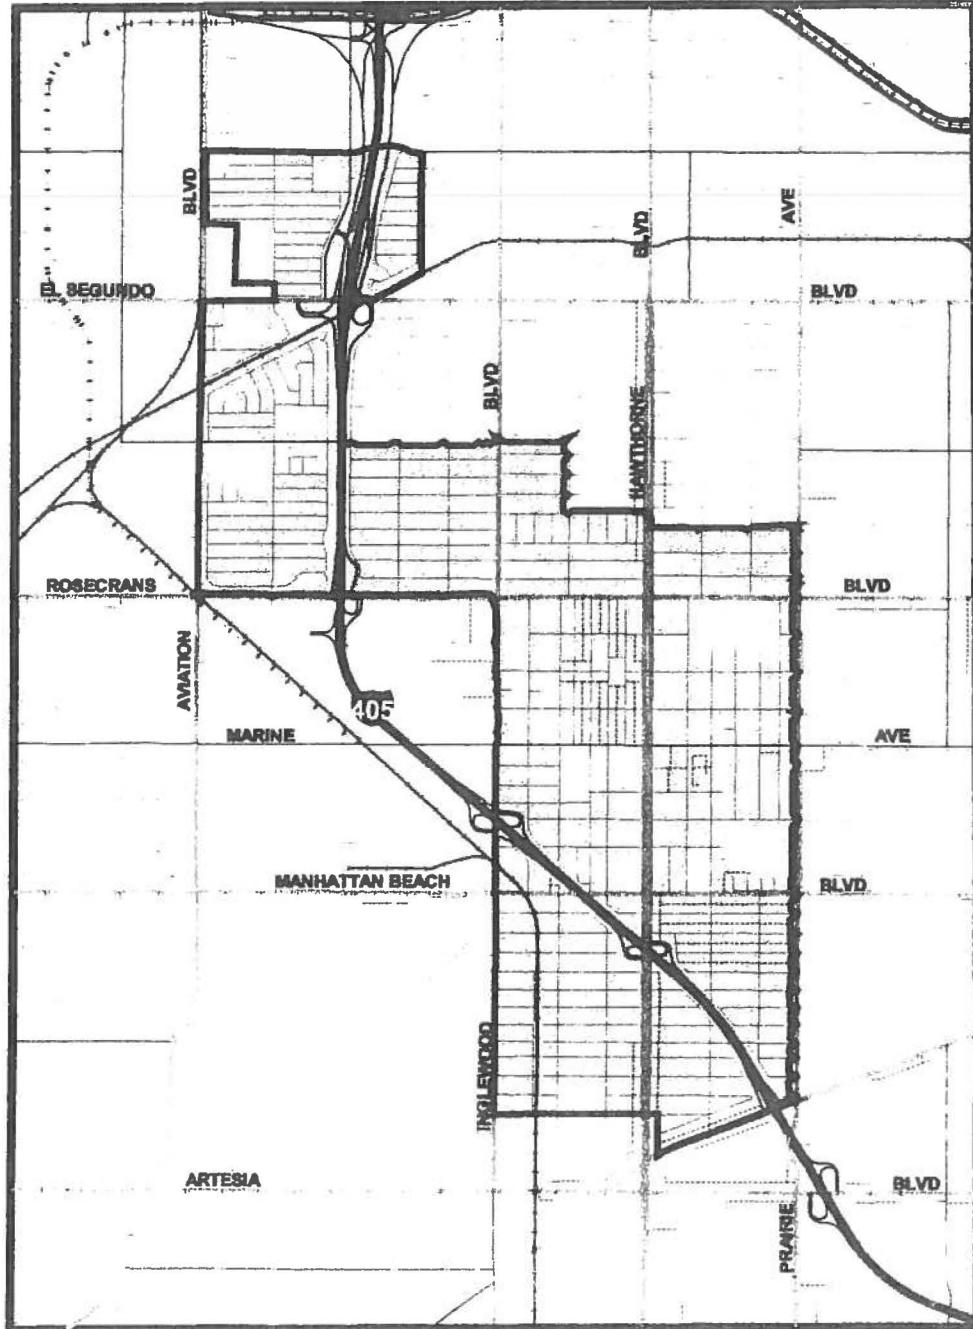 BLVD
BLVD
AVE
EL SEGUNDO
BLVD
BLVD
HAWTHORNE
ROSECRANS
BLVD
AVIATION
405
MARINE
AVE
MANHATTAN BEACH
BLVD
INGLEWOOD
ARTESIA
BLVD
PRAIRIE